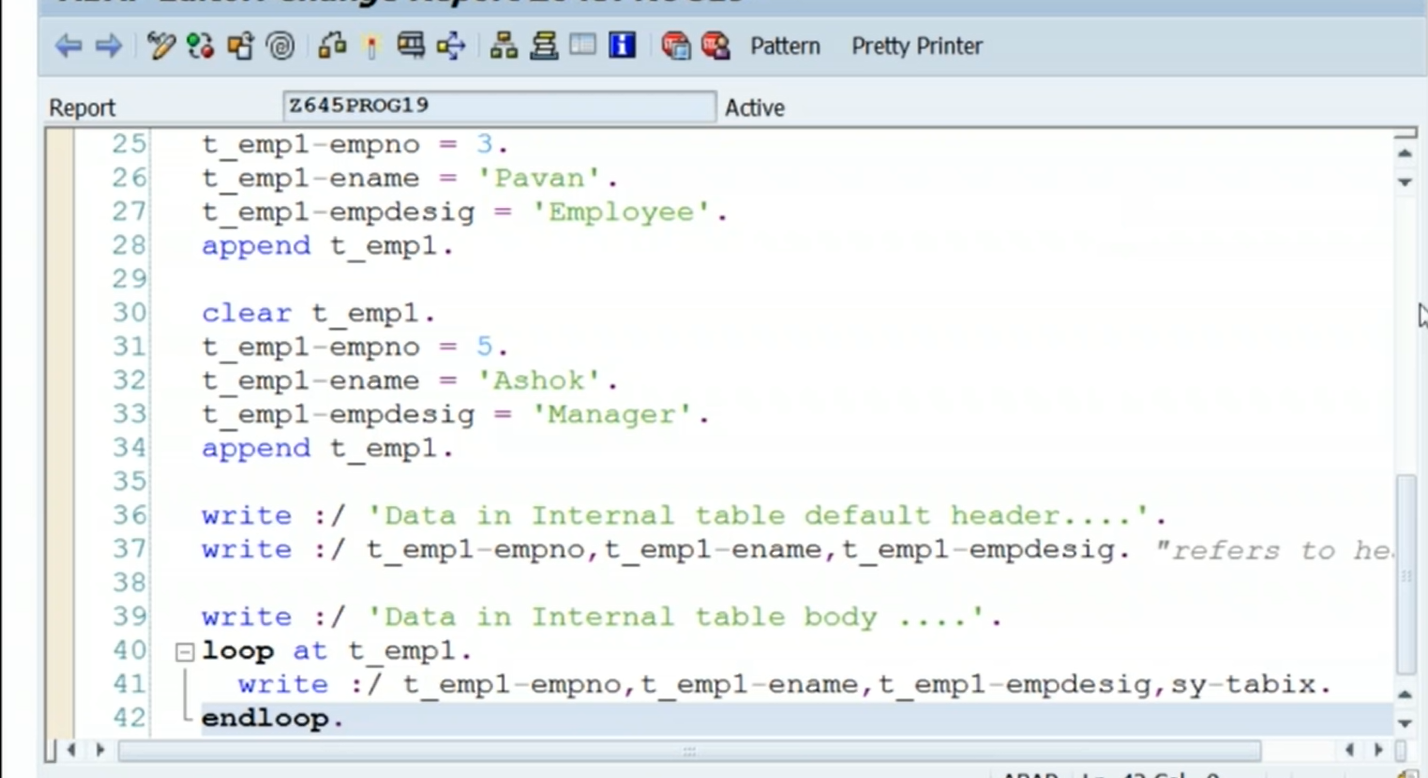 Pattern Pretty Printer
Report Z645PROG19 Active
25 t_emp1-empno = 3.
26 t_emp1-ename = 'Pavan'.
27 t_emp1-empdesig = 'Employee'.
28 append t_emp1.
29
30 clear t_emp1.
31 t_emp1-empno = 5.
32 t_emp1-ename = 'Ashok'.
33 t_emp1-empdesig = 'Manager'.
34 append t_emp1.
35
36 write :/ 'Data in Internal table default header....'.
37 write :/ t_emp1-empno,t_emp1-ename,t_emp1-empdesig. "refers to he
38
39 write :/ 'Data in Internal table body ....'.
40 loop at t_emp1.
41 write :/ t_emp1-empno,t_emp1-ename,t_emp1-empdesig,sy-tabix.
42 endloop.